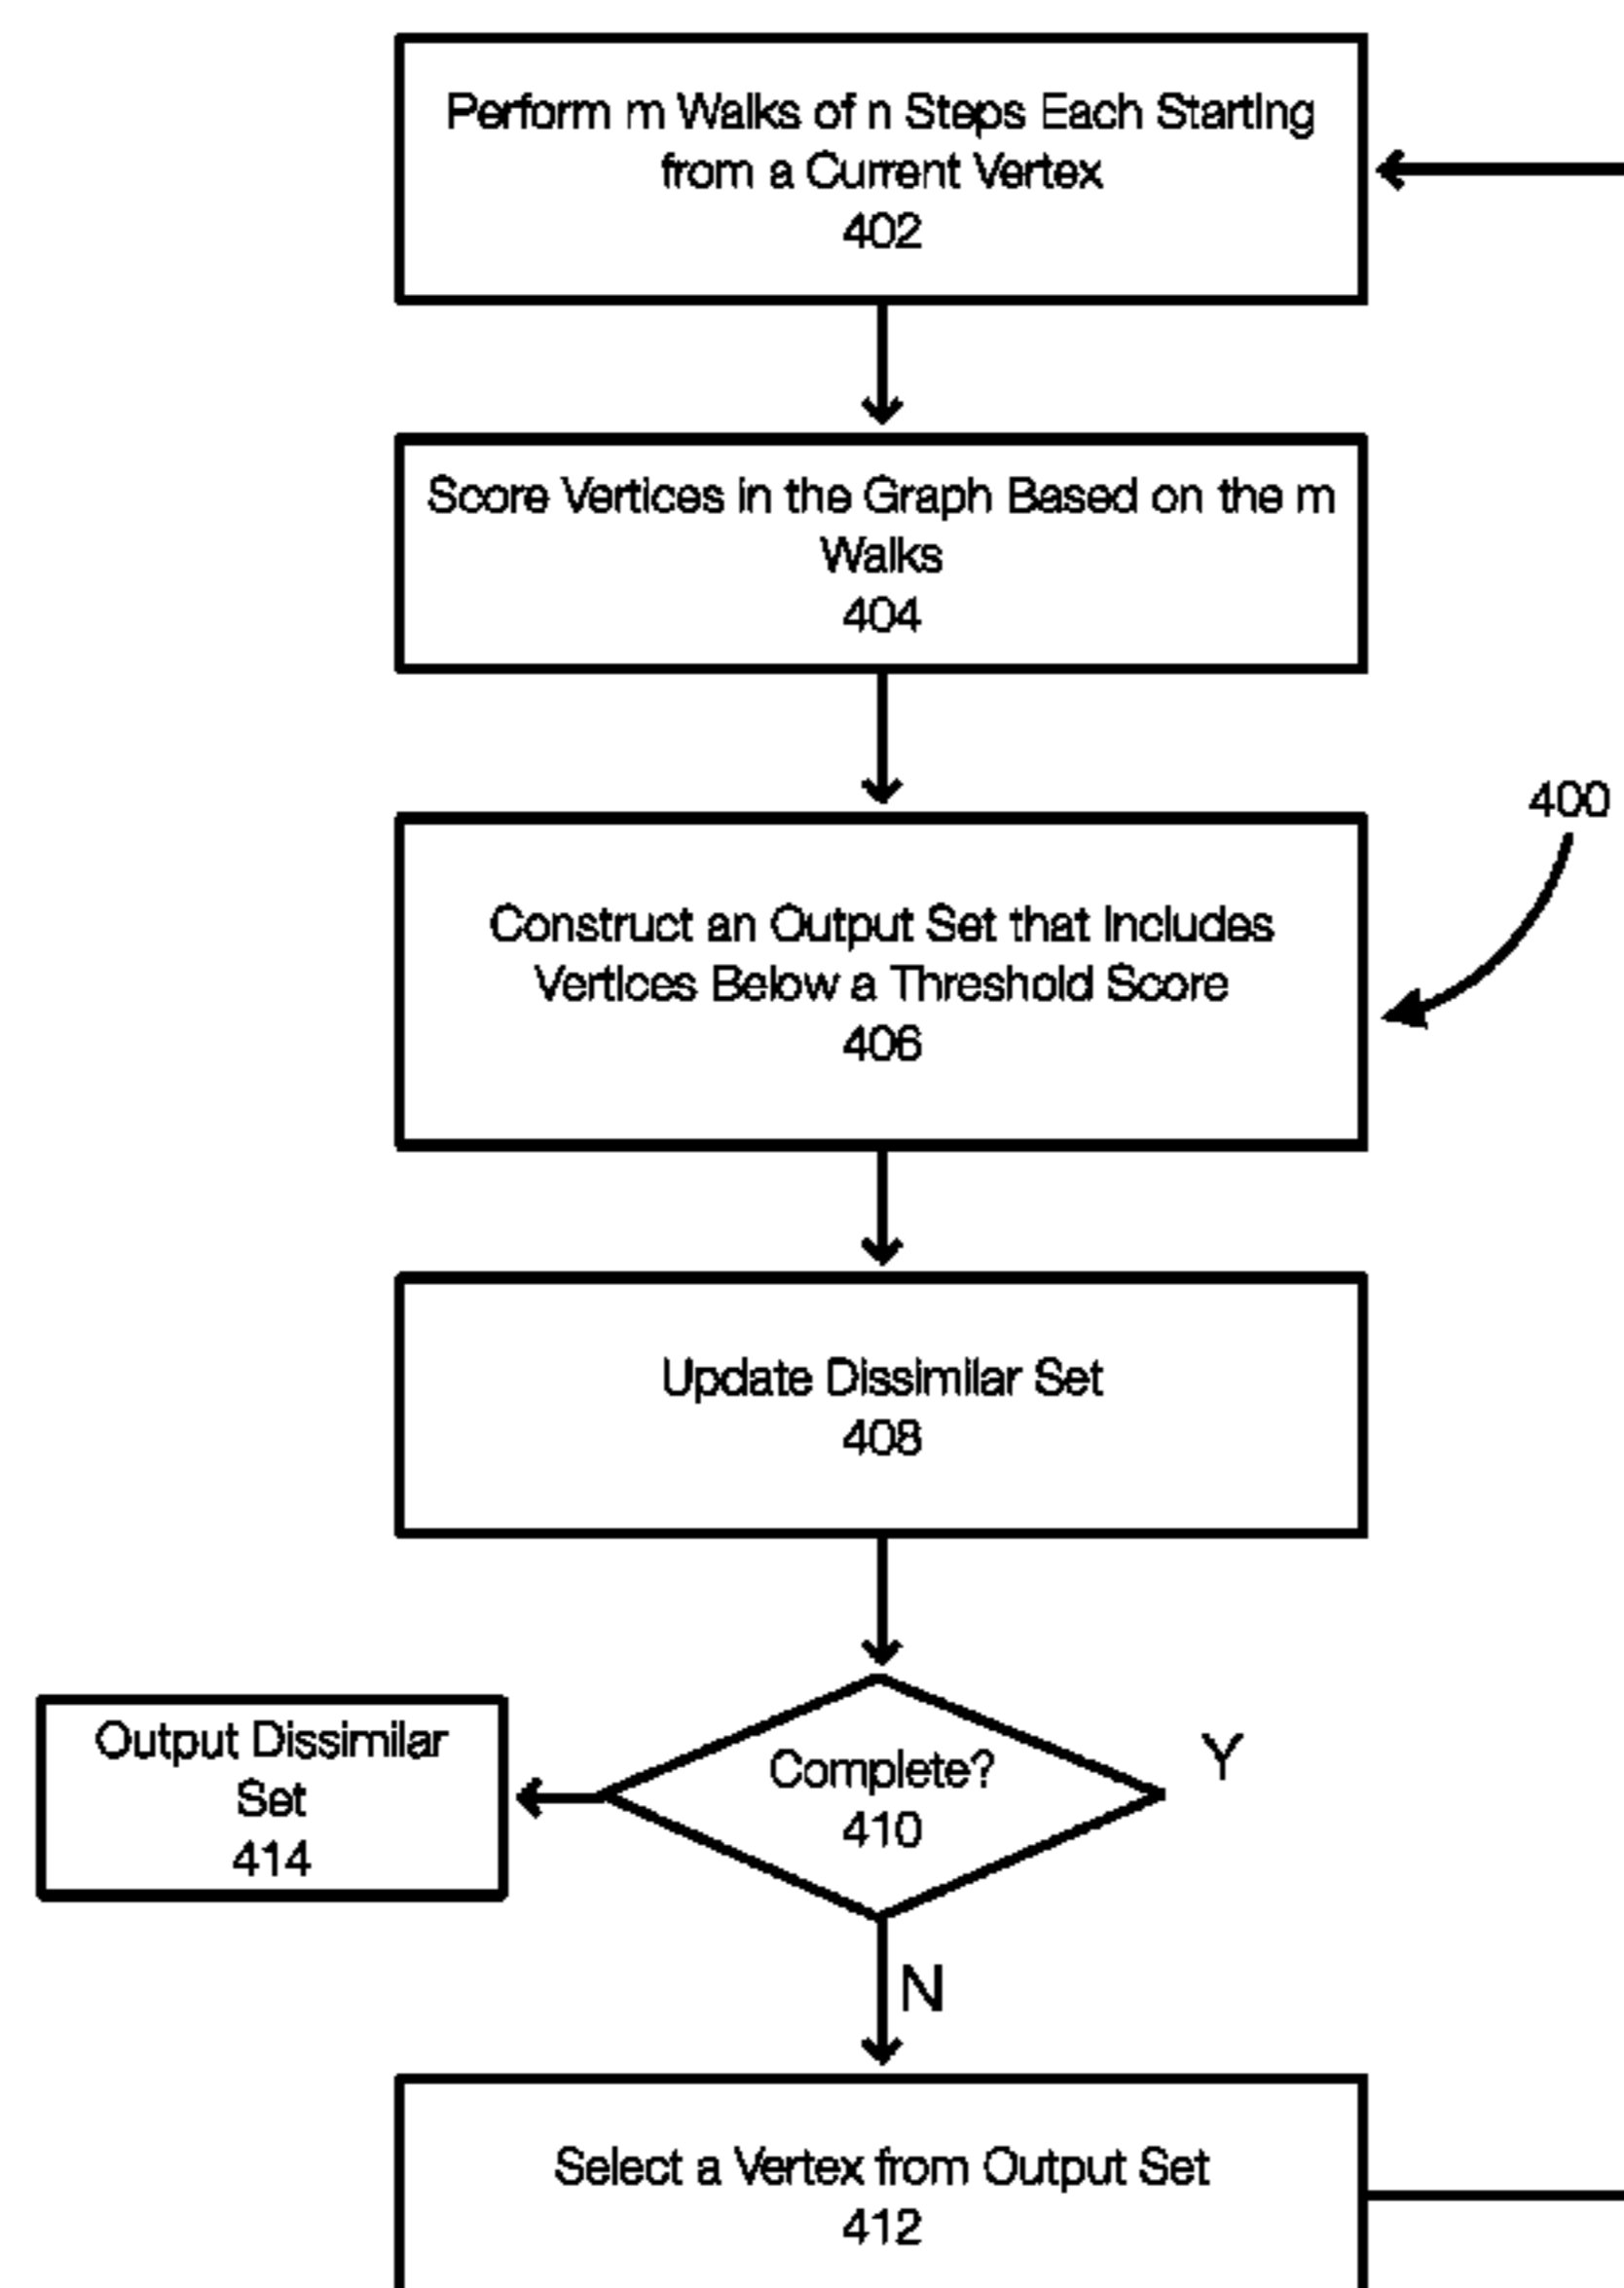 Perform m Walks of n Steps Each Starting
from a Current Vertex
402
Score Vertices in the Graph Based on the m
Walks
404
400
Construct an Output Set that Includes
Vertices Below a Threshold Score
406
Update Dissimilar Set
408
Output Dissimilar
Set
414
Complete?
410
Y
N
Select a Vertex from Output Set
412